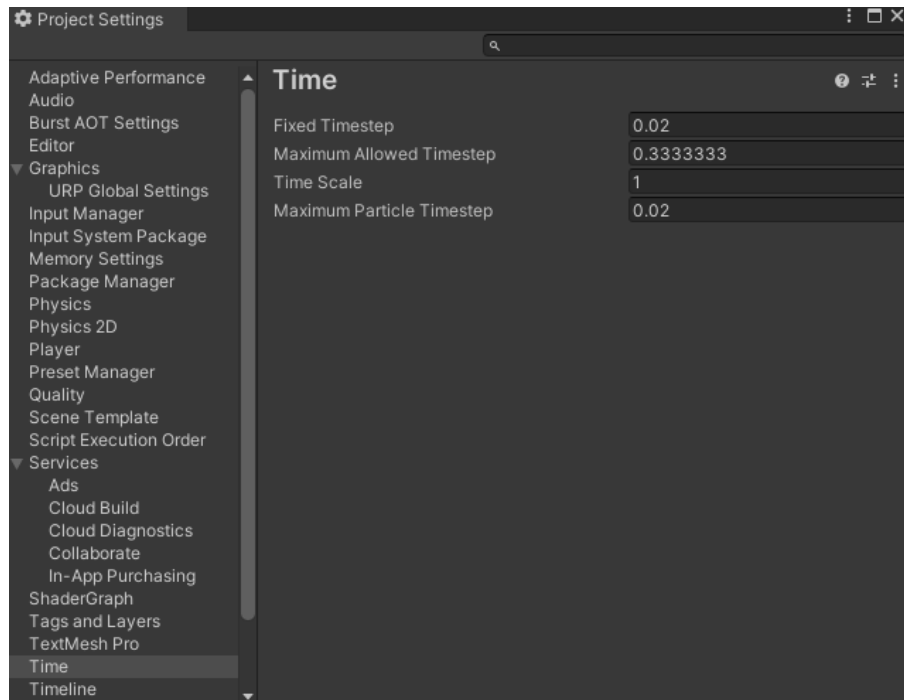 Project Settings
Adaptive Performance
Audio
Burst AOT Settings
Editor
Graphics
URP Global Settings
Input Manager
Input System Package
Memory Settings
Package Manager
Physics
Physics 2D
Player
Preset Manager
Quality
Scene Template
Script Execution Order
Services
Ads
Cloud Build
Cloud Diagnostics
Collaborate
In-App Purchasing
ShaderGraph
Tags and Layers
TextMesh Pro
Time
Timeline
Time
Fixed Timestep 0.02
Maximum Allowed Timestep 0.3333333
Time Scale 1
Maximum Particle Timestep 0.02